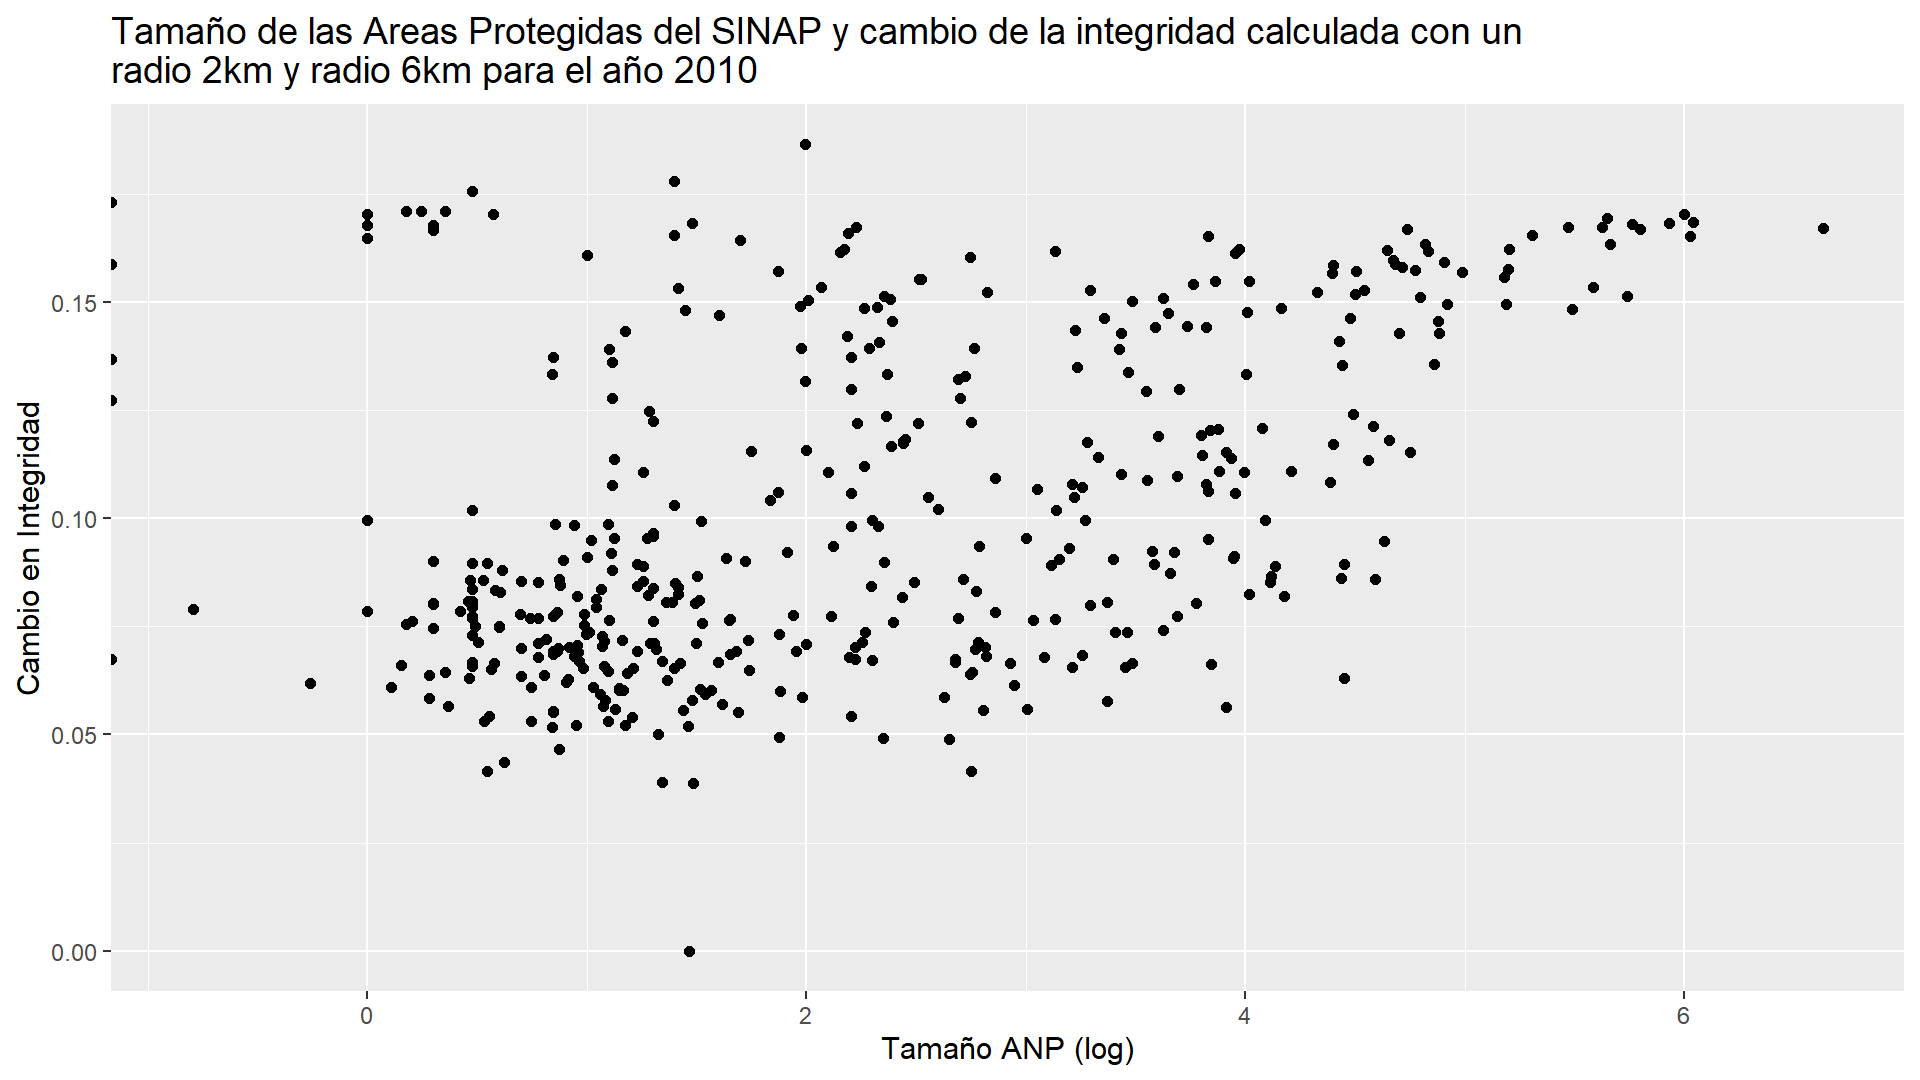 Tamaño de las Areas Protegidas del SINAP y cambio de la integridad calculada con un
radio 2km y radio 6km para el año 2010
Cambio en Integridad
0.15
0.10
0.05
0.00
0 2 4 6
Tamaño ANP (log)